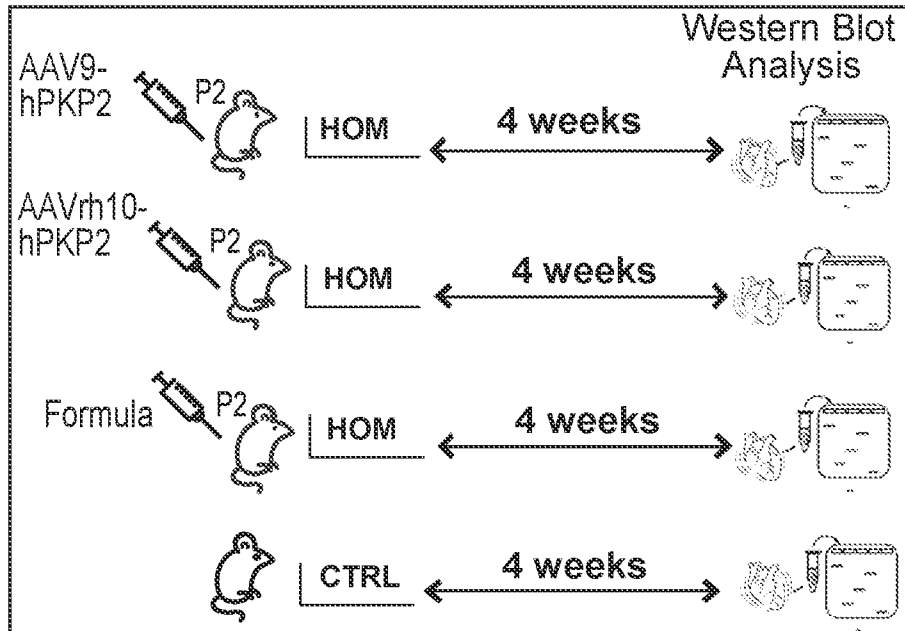 Western Blot
Analysis
AAV9-
hPKP2
P2
HOM
4 weeks
AAVrh10-
hPKP2
P2
HOM
4 weeks
Formula
P2
HOM
4 weeks
CTRL
4 weeks